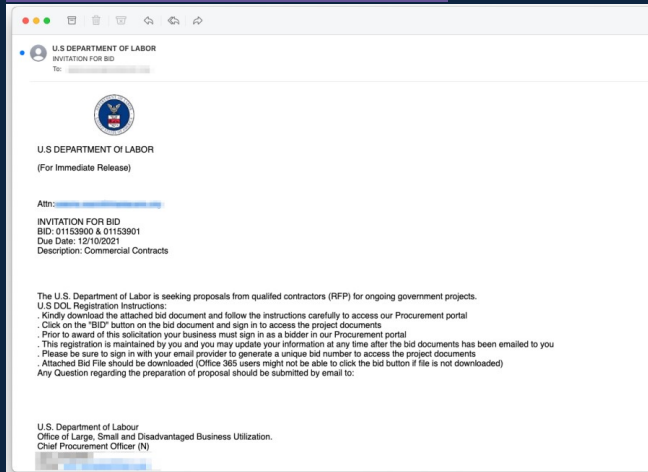 U.S DEPARTMENT OF LABOR
INVITATION FOR BID
To:
U.S DEPARTMENT Of LABOR
(For Immediate Release)
Attn:
INVITATION FOR BID
BID: 01153900 & 01153901
Due Date: 12/10/2021
Description: Commercial Contracts
The U.S. Department of Labor is seeking proposals from qualifed contractors (RFP) for ongoing government projects.
U.S DOL Registration Instructions:
. Kindly download the attached bid document and follow the instructions carefully to access our Procurement portal
. Click on the "BID" button on the bid document and sign in to access the project documents
. Prior to award of this solicitation your business must sign in as a bidder in our Procurement portal
. This registration is maintained by you and you may update your information at any time after the bid documents has been emailed to you
. Please be sure to sign in with your email provider to generate a unique bid number to access the project documents
. Attached Bid File should be downloaded (Office 365 users might not be able to click the bid button if file is not downloaded)
Any Question regarding the preparation of proposal should be submitted by email to:
U.S. Department of Labour
Office of Large, Small and Disadvantaged Business Utilization.
Chief Procurement Officer (N)